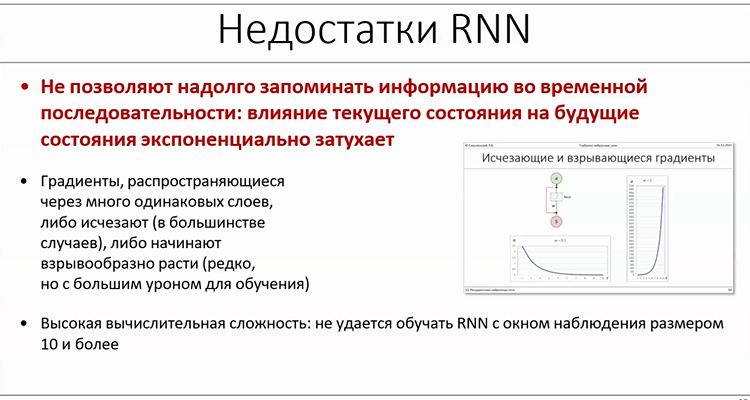 Недостатки RNN
• Не позволяют надолго запоминать информацию во временной
последовательности: влияние текущего состояния на будущие
состояния экспоненциально затухает
• Градиенты, распространяющиеся
через много одинаковых слоев,
либо исчезают (в большинстве
случаев), либо начинают
взрывообразно расти (редко,
но с большим уроном для обучения)
Исчезающие и взрывающиеся градиенты
• Высокая вычислительная сложность: не удается обучать RNN с окном наблюдения размером
10 и более